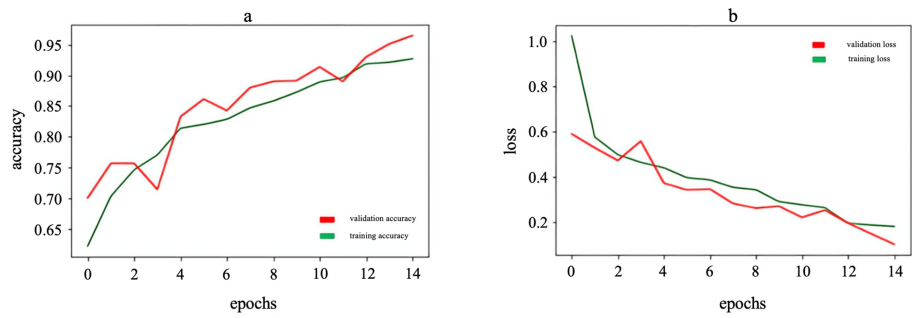 a
0.95
0.90
0.85
0.80
0.75
0.70
0.65
accuracy
validation accuracy
training accuracy
0 2 4 6 8 10 12 14
epochs
b
1.0
0.8
0.6
0.4
0.2
loss
validation loss
training loss
0 2 4 6 8 10 12 14
epochs